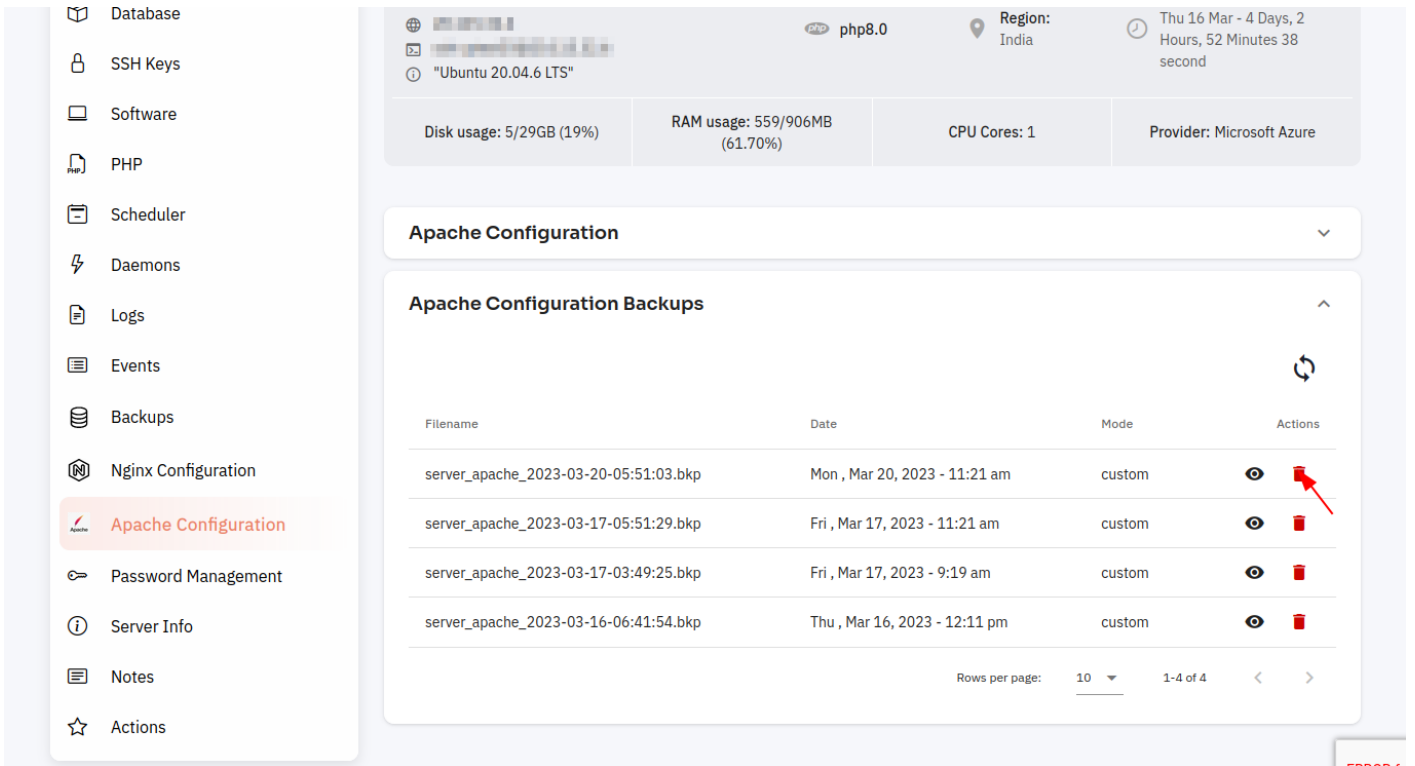 Database
SSH Keys
Software
PHP
PHP
Scheduler
Daemons
Logs
Events
Backups
N
Nginx Configuration
Apache
Apache Configuration
Password Management
Server Info
Notes
Actions
"Ubuntu 20.04.6 LTS"
php
php8.0
Region:
India
Thu 16 Mar - 4 Days, 2
Hours, 52 Minutes 38
second
Disk usage: 5/29GB (19%)
RAM usage: 559/906MB
(61.70%)
CPU Cores: 1
Provider: Microsoft Azure
Apache Configuration
Apache Configuration Backups
Filename Date Mode Actions
server_apache_2023-03-20-05:51:03.bkp Mon , Mar 20, 2023 - 11:21 am custom
server_apache_2023-03-17-05:51:29.bkp Fri , Mar 17, 2023 - 11:21 am custom
server_apache_2023-03-17-03:49:25.bkp Fri , Mar 17, 2023 - 9:19 am custom
server_apache_2023-03-16-06:41:54.bkp Thu , Mar 16, 2023 - 12:11 pm custom
Rows per page: 10 1-4 of 4